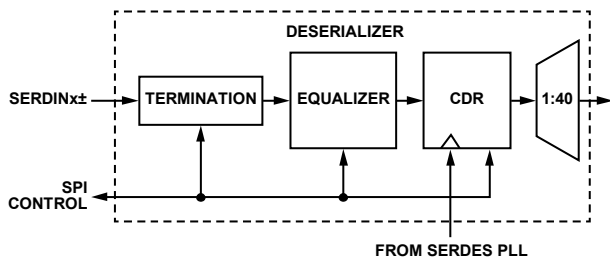 DESERIALIZER
SERDINx±
TERMINATION
EQUALIZER
CDR
1:40
SPI
CONTROL
FROM SERDES PLL